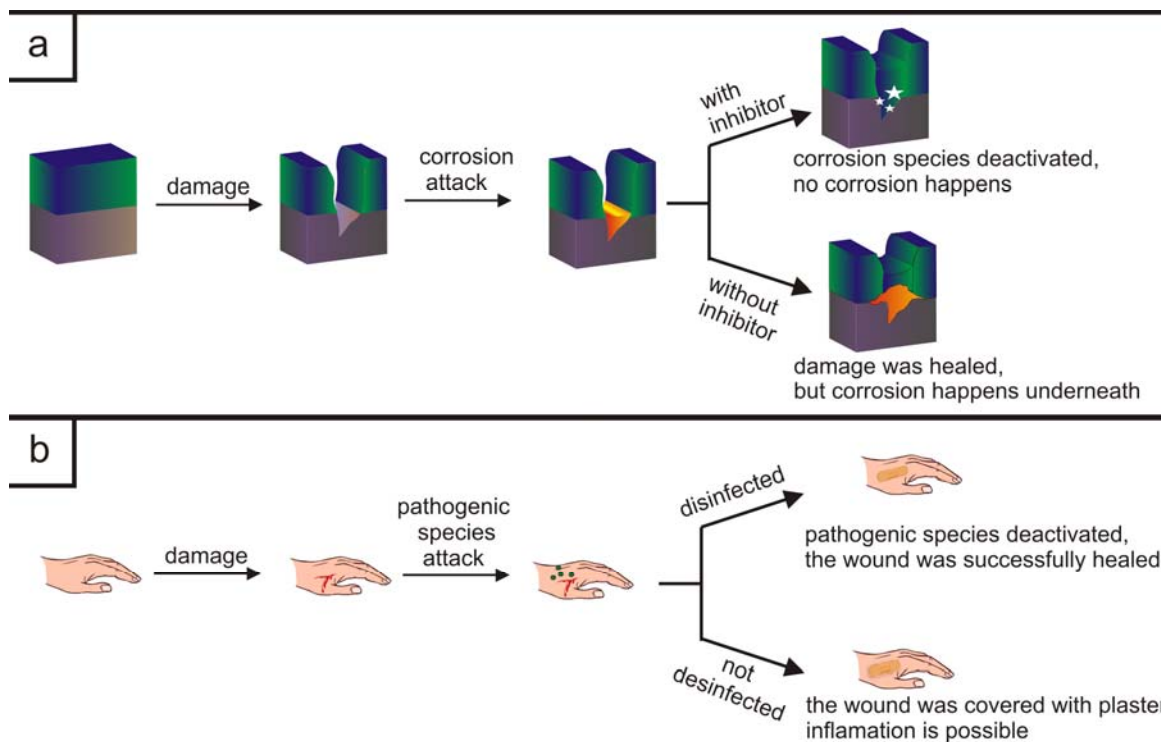 a
damage
corrosion
attack
with
inhibitor
corrosion species deactivated,
no corrosion happens
without
inhibitor
damage was healed,
but corrosion happens underneath
b
damage
pathogenic
species
attack
disinfected
pathogenic species deactivated,
the wound was successfully healed
not
desinfected
the wound was covered with plaster
inflamation is possible